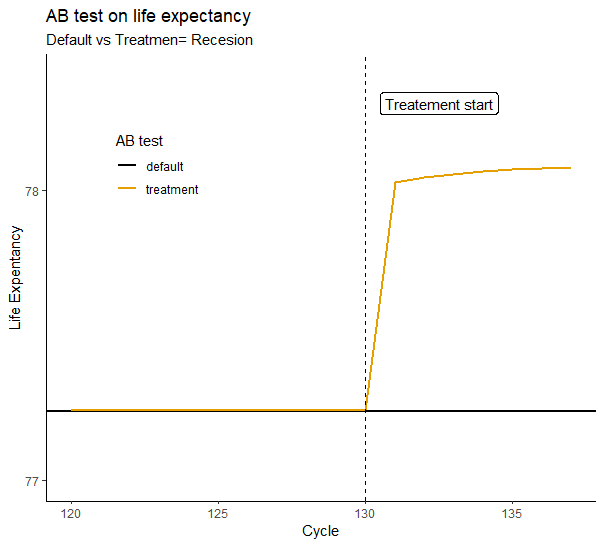 AB test on life expectancy
Default vs Treatmen= Recesion
Treatement start
AB test
default
treatment
78
77
Life Expentancy
120
125
130
135
Cycle